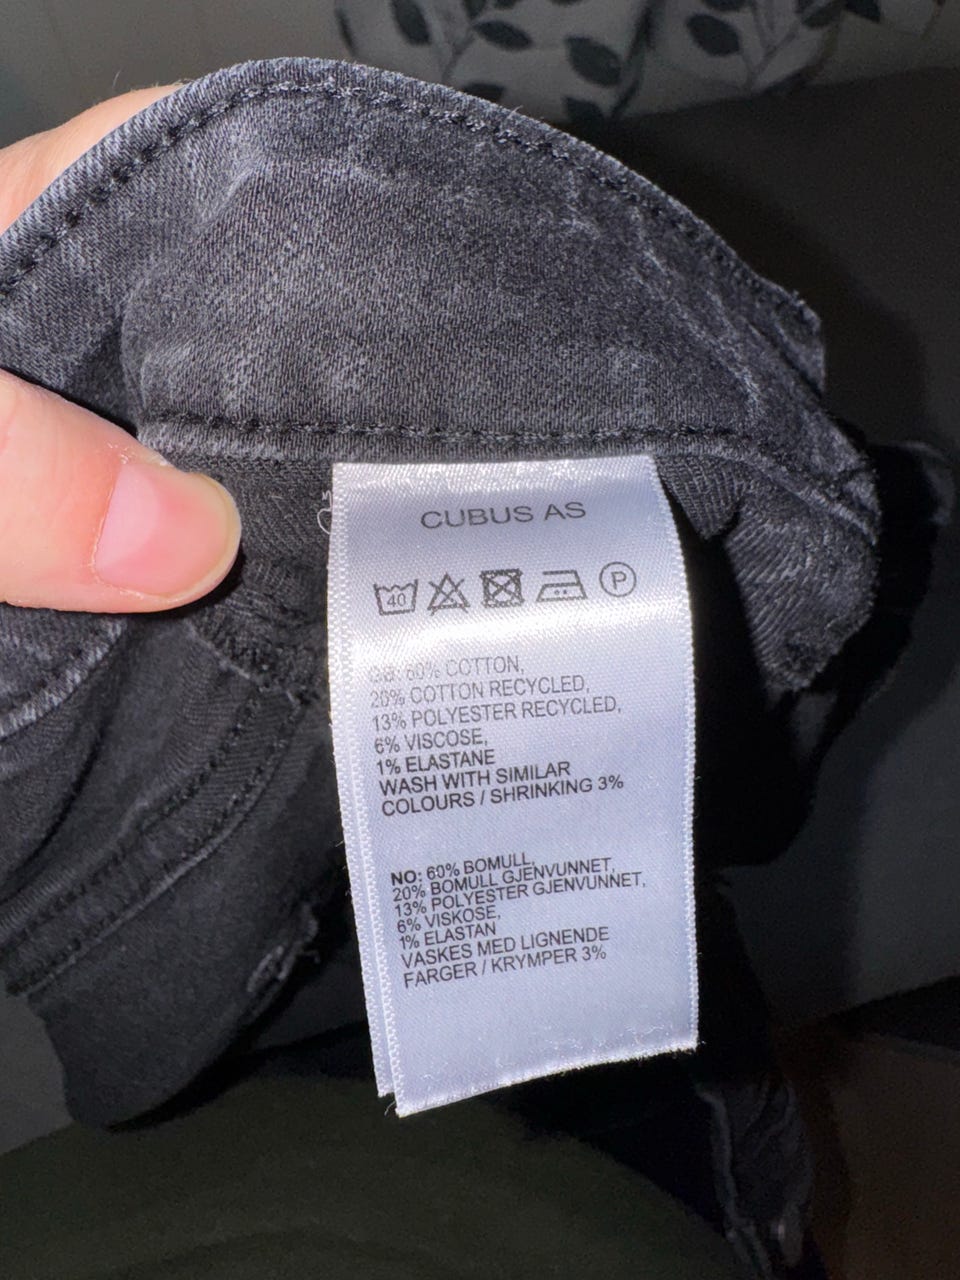 CUBUS AS
40 P
GB: 60% COTTON,
20% COTTON RECYCLED,
13% POLYESTER RECYCLED,
6% VISCOSE,
1% ELASTANE
WASH WITH SIMILAR
COLOURS / SHRINKING 3%
NO: 60% BOMULL,
20% BOMULL GJENVUNNET,
13% POLYESTER GJENVUNNET,
6% VISKOSE,
1% ELASTAN
VASKES MED LIGNENDE
FARGER / KRYMPER 3%